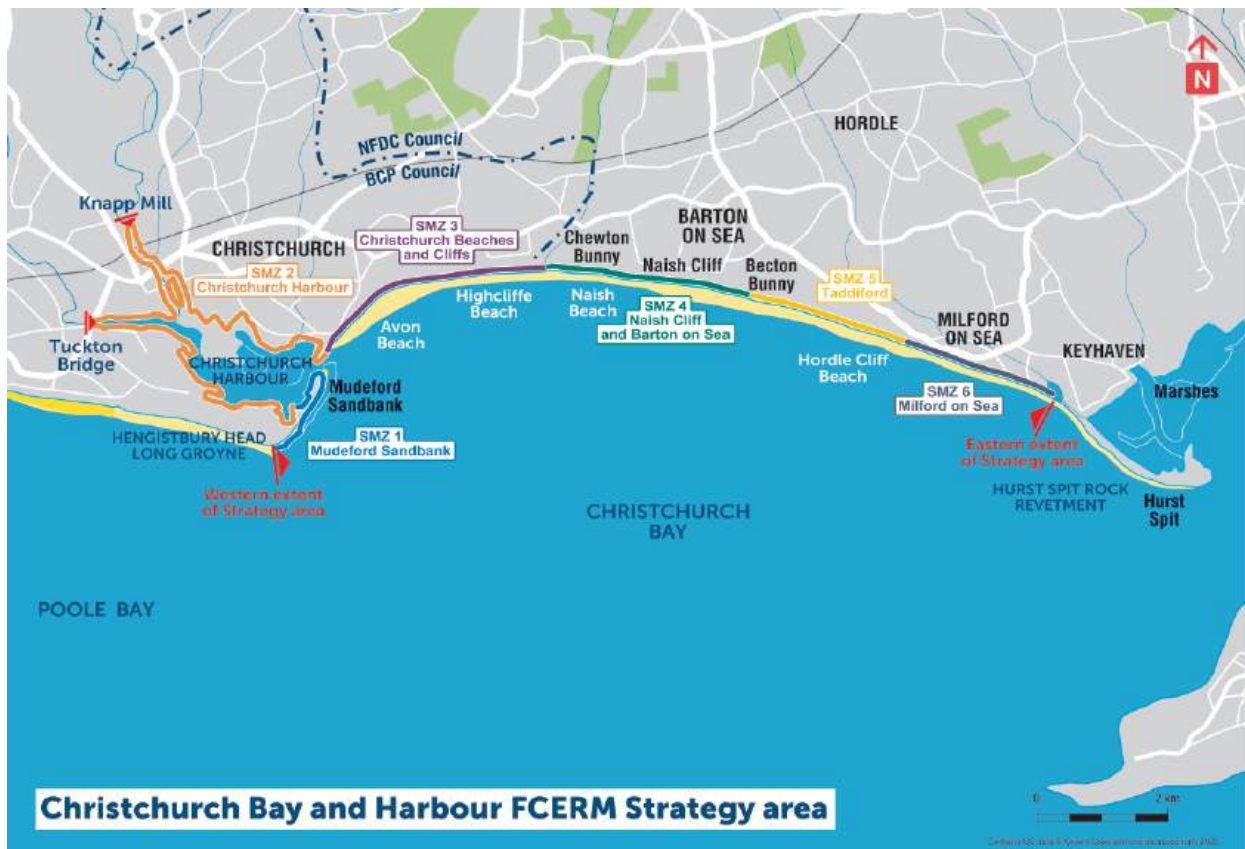 N
HORDLE
NFDC Council
BCP Council
Knapp Mill
CHRISTCHURCH
SMZ 3
Christchurch Beaches
and Cliffs
BARTON
ON SEA
Chewton
Bunny
Naish Cliff
Becton
Bunny
SMZ 2
Christchurch Harbour
SMZ 5
Taddiford
Highcliffe
Beach
Naish
Beach
SMZ 4
Naish Cliff
and Barton on Sea
MILFORD
ON SEA
Avon
Beach
Tuckton
Bridge
CHRISTCHURCH
HARBOUR
KEYHAVEN
Hordle Cliff
Beach
Mudeford
Sandbank
Marshes
SMZ 6
Milford on Sea
HENGISTBURY HEAD
LONG GROYNE
SMZ 1
Mudeford Sandbank
Eastern extent
of Strategy area
Western extent
of Strategy area
HURST SPIT ROCK
REVETMENT
Hurst
Spit
CHRISTCHURCH
BAY
POOLE BAY
Christchurch Bay and Harbour FCERM Strategy area
0 2 km